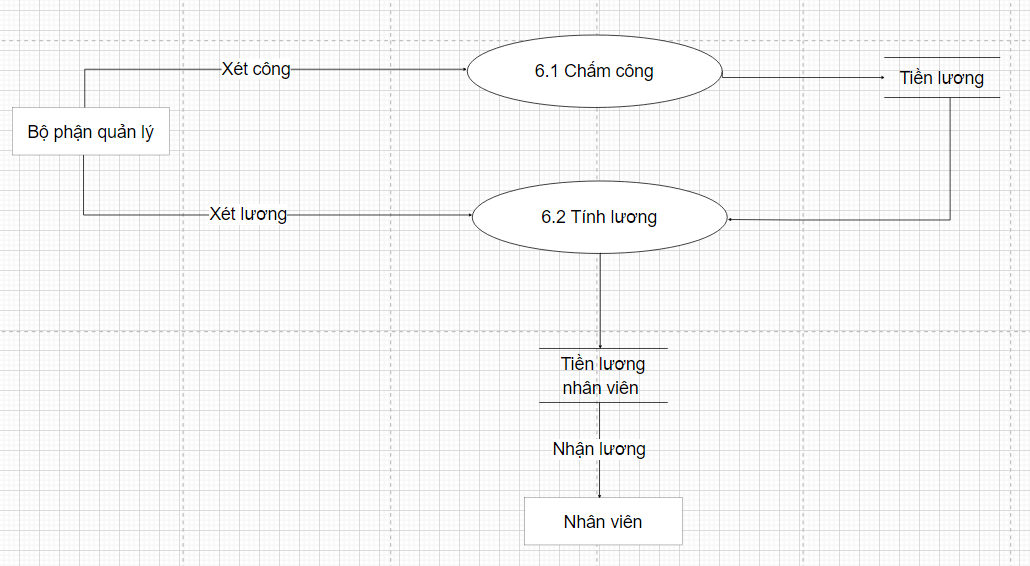 Xét công
6.1 Chấm công
Tiền lương
Bộ phận quản lý
Xét lương
6.2 Tính lương
Tiền lương
nhân viên
Nhận lương
Nhân viên